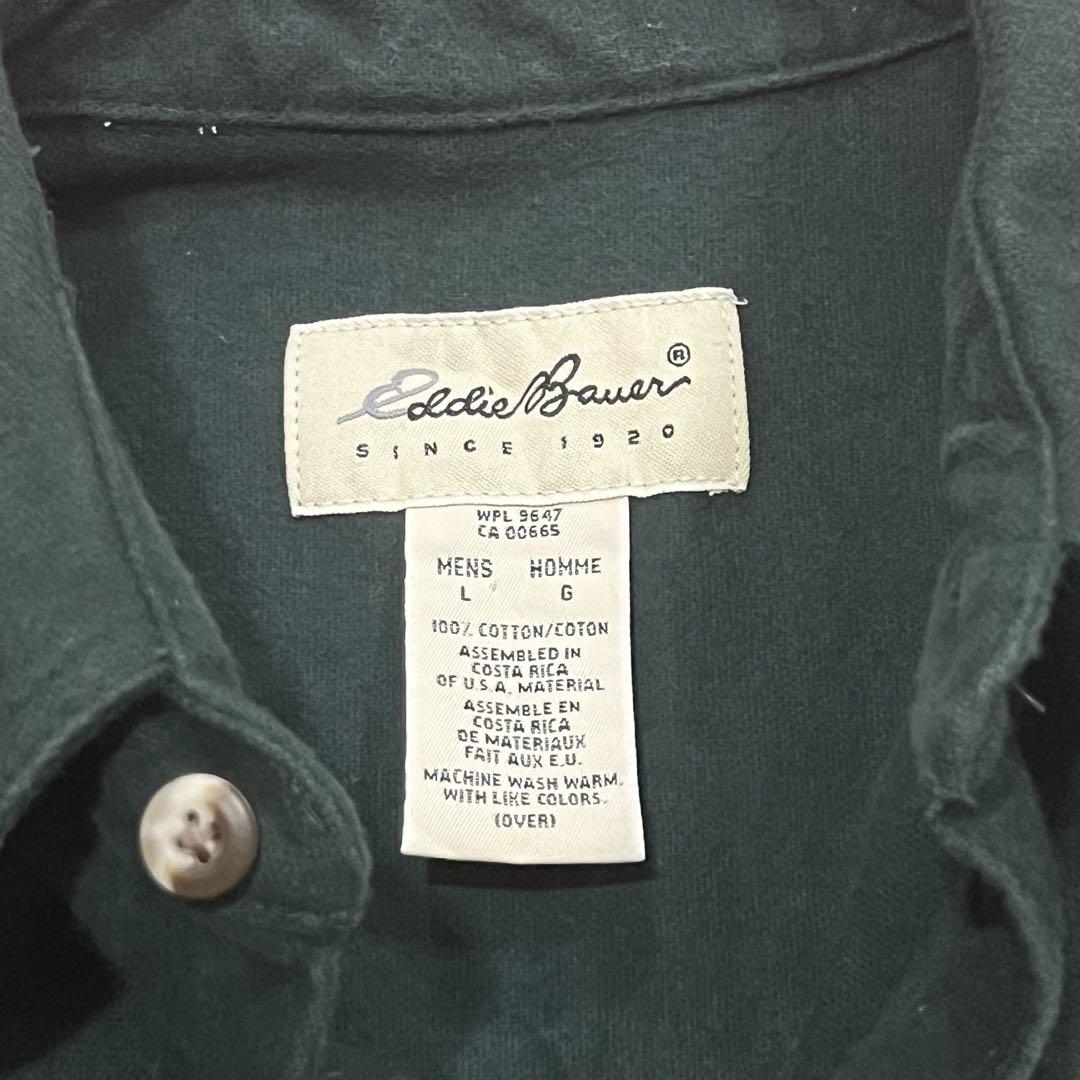 Eddie Bauer®
SINCE 1920
WPL 9647
CA 00665
MENS HOMME
L G
100% COTTON/COTON
ASSEMBLED IN
COSTA RICA
OF U.S.A. MATERIAL
ASSEMBLE EN
COSTA RICA
DE MATERIAUX
FAIT AUX E.U.
MACHINE WASH WARM.
WITH LIKE COLORS.
(OVER)